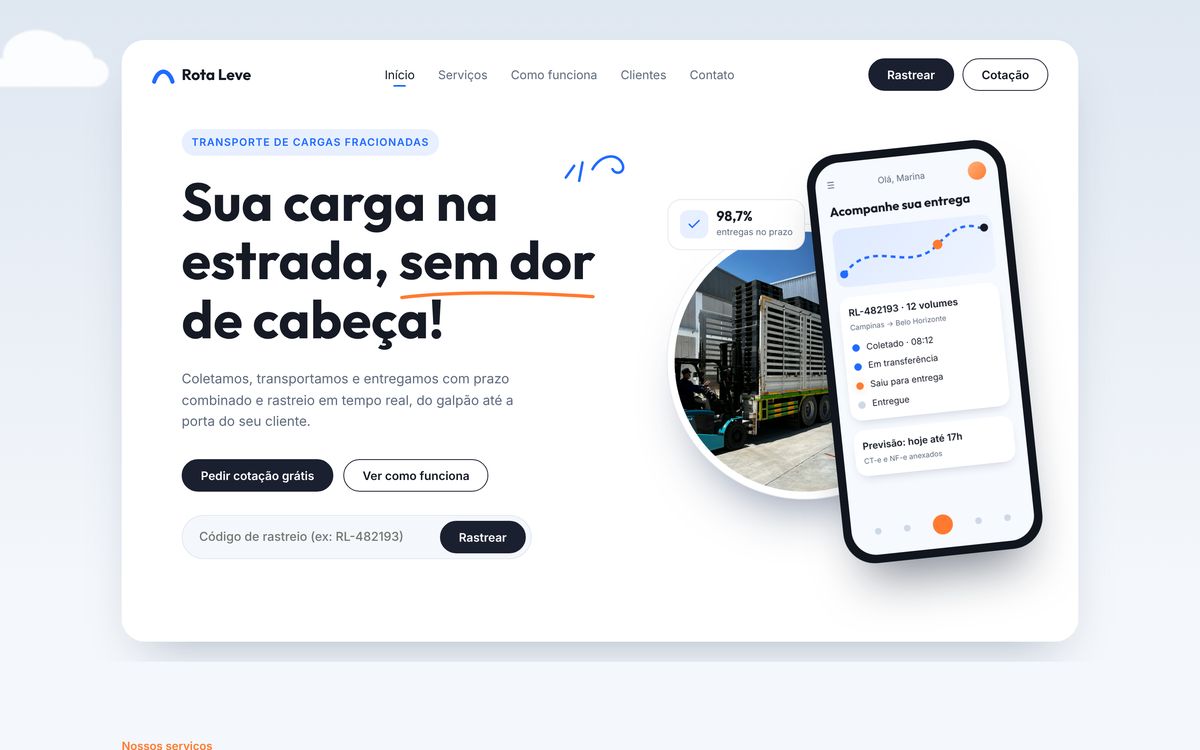 Rota Leve
Início
Serviços
Como funciona
Clientes
Contato
Rastrear
Cotação
TRANSPORTE DE CARGAS FRACIONADAS
Sua carga na
estrada, sem dor
de cabeça!
Coletamos, transportamos e entregamos com prazo
combinado e rastreio em tempo real, do galpão até a
porta do seu cliente.
Pedir cotação grátis
Ver como funciona
Código de rastreio (ex: RL-482193)
Rastrear
98,7%
entregas no prazo
Olá, Marina
Acompanhe sua entrega
RL-482193 · 12 volumes
Campinas → Belo Horizonte
Coletado · 08:12
Em transferência
Saiu para entrega
Entregue
Previsão: hoje até 17h
CT-e e NF-e anexados
Nossos serviços